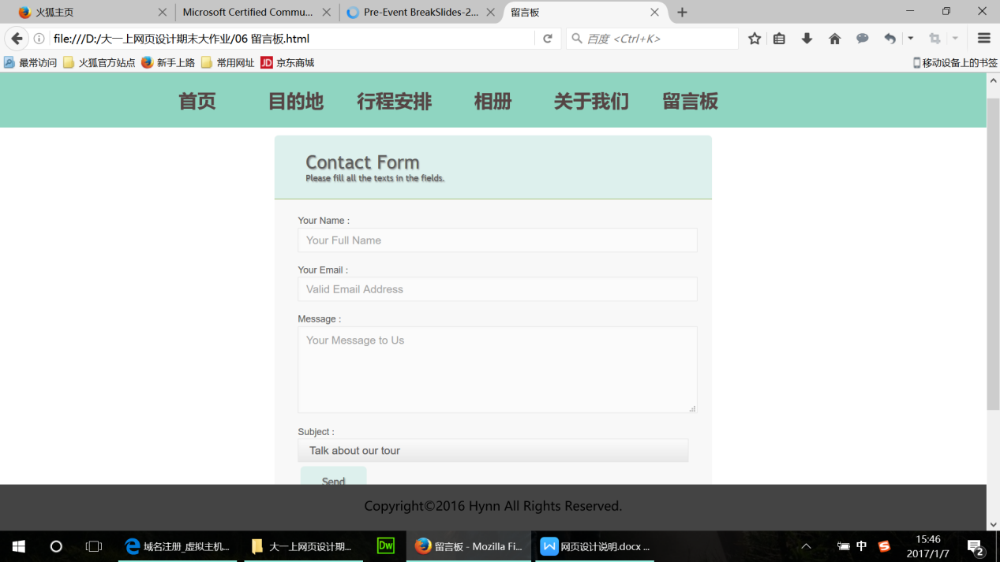 火狐主页 Microsoft Certified Commu... Pre-Event BreakSlides-2... 留言板
file:///D:/大一上网页设计期末大作业/06 留言板.html 百度 <Ctrl+K>
最常访问 火狐官方站点 新手上路 常用网址 JD 京东商城 移动设备上的书签
首页 目的地 行程安排 相册 关于我们 留言板
Contact Form
Please fill all the texts in the fields.
Your Name :
Your Full Name
Your Email :
Valid Email Address
Message :
Your Message to Us
Subject :
Talk about our tour
Send
Copyright©2016 Hynn All Rights Reserved.
域名注册_虚拟主机... 大一上网页设计期... Dw 留言板 - Mozilla Fi... W 网页设计说明.docx ... 中 S 15:46
2017/1/7 2